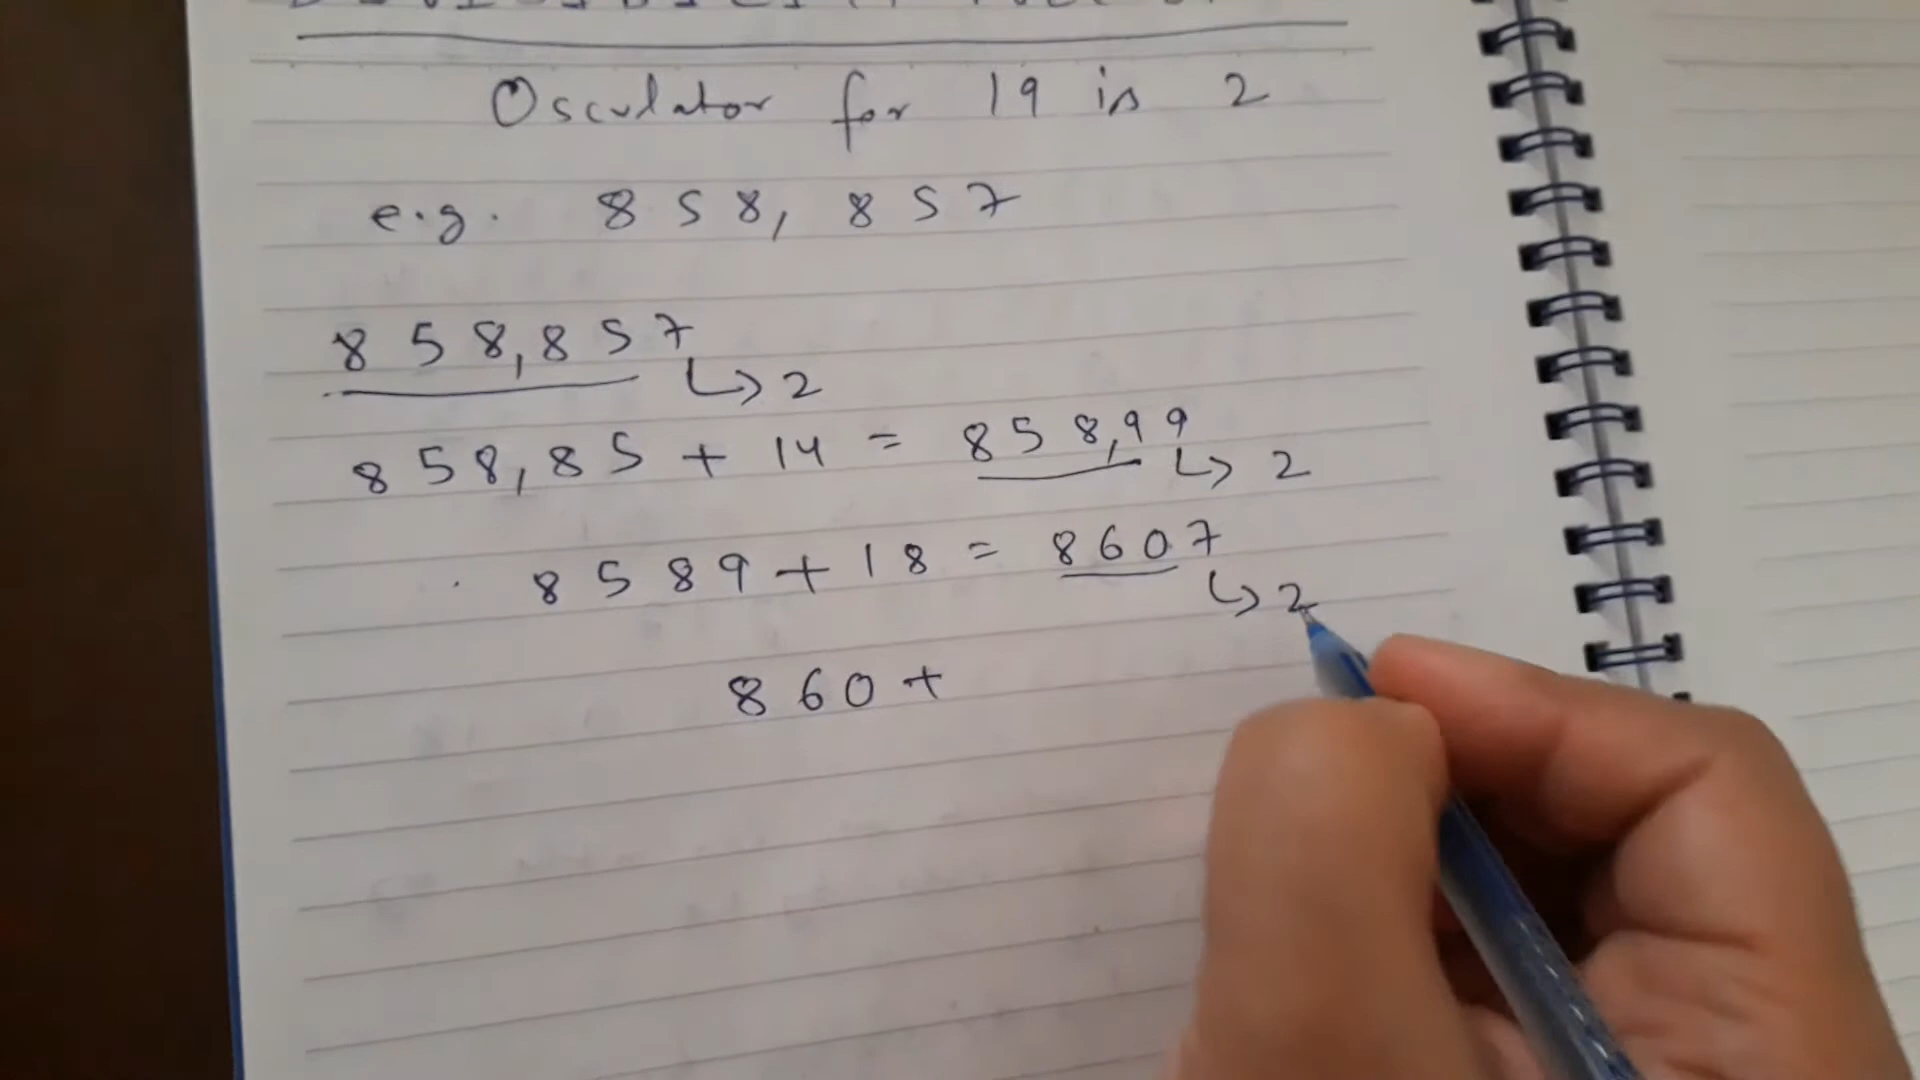 Osculator for 19 is 2
e.g. 858, 857
858,857
↳ 2
858,85 + 14 = 858,99
↳ 2
8589 + 18 = 8607
↳ 2
860 +